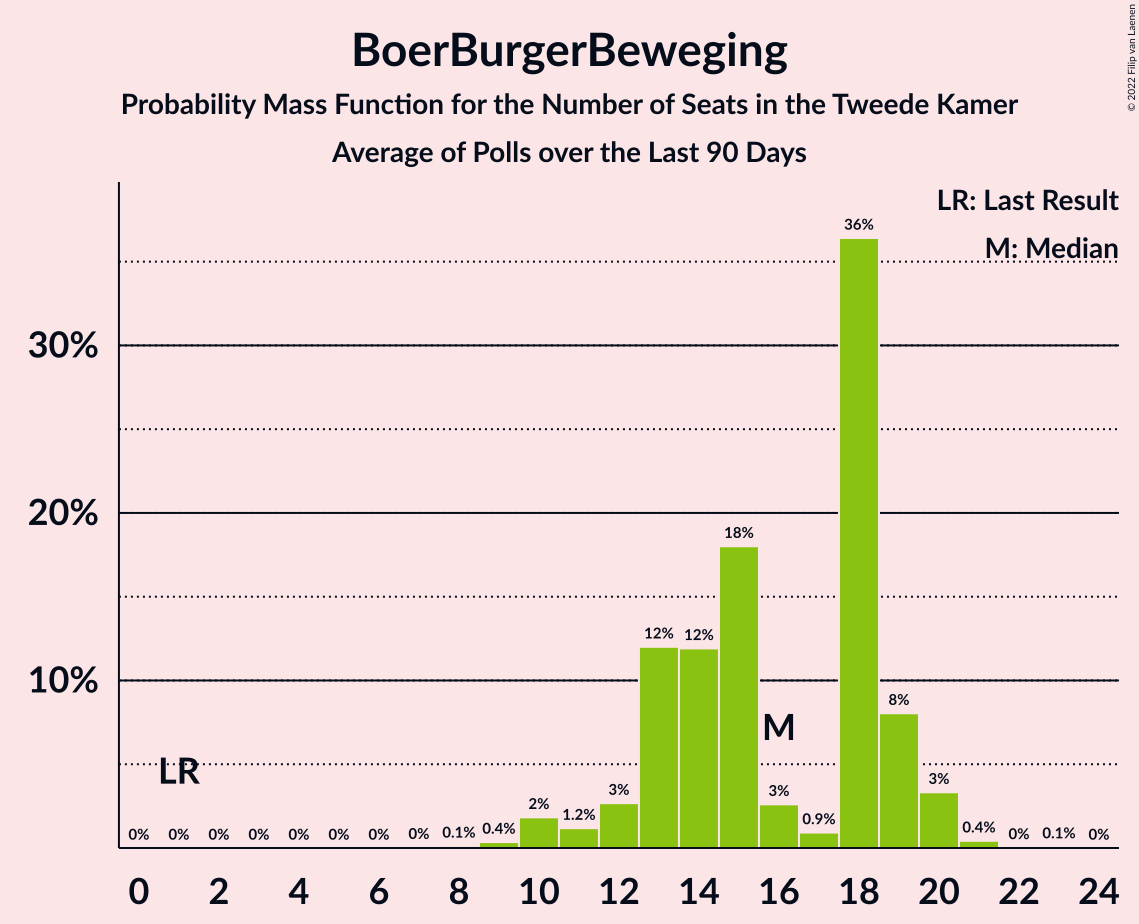 BoerBurgerBeweging
Probability Mass Function for the Number of Seats in the Tweede Kamer
Average of Polls over the Last 90 Days
© 2022 Filip van Laenen
LR: Last Result
M: Median
36%
30%
20%
18%
12% 12%
10%
8%
M
LR
0% 0% 0% 0% 0% 0% 0% 0% 0.1% 0.4% 2% 1.2% 3% 3% 0.9% 3% 0.4% 0% 0.1% 0%
0 2 4 6 8 10 12 14 16 18 20 22 24